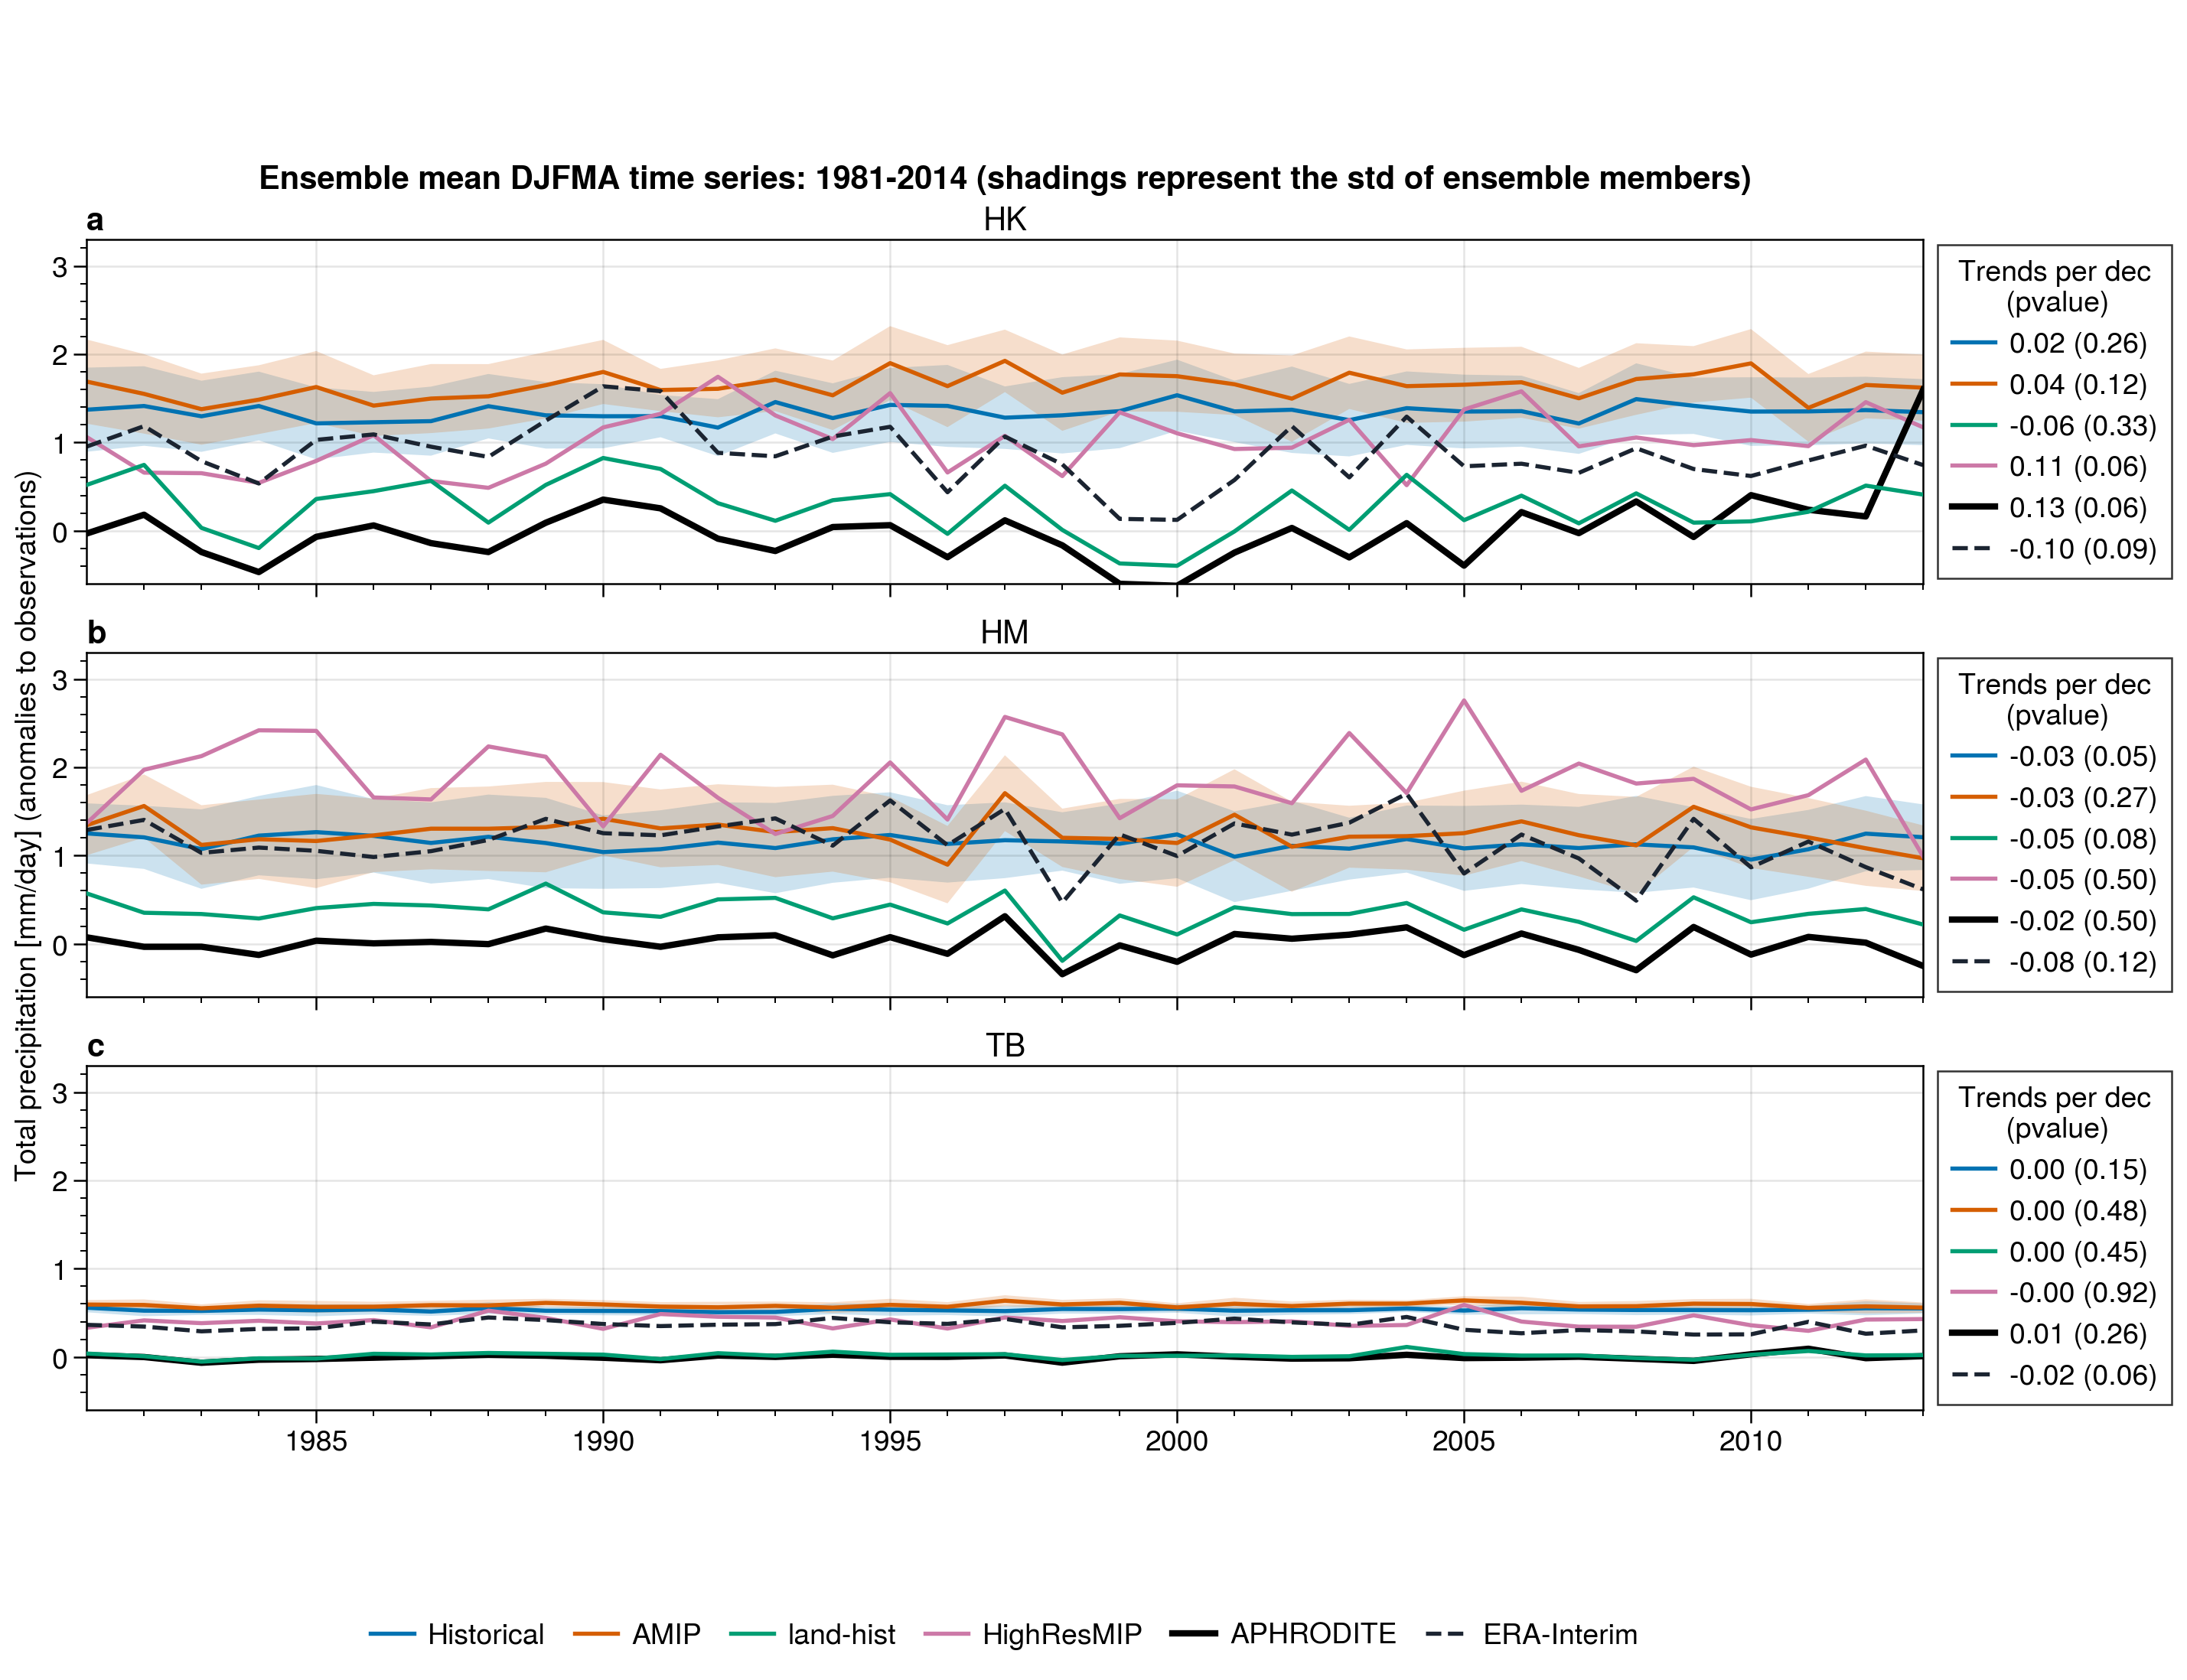 Ensemble mean DJFMA time series: 1981-2014 (shadings represent the std of ensemble members)
Total precipitation [mm/day] (anomalies to observations)
a
HK
3
2
1
0
Trends per dec
(pvalue)
0.02 (0.26)
0.04 (0.12)
-0.06 (0.33)
0.11 (0.06)
0.13 (0.06)
-0.10 (0.09)
b
HM
3
2
1
0
Trends per dec
(pvalue)
-0.03 (0.05)
-0.03 (0.27)
-0.05 (0.08)
-0.05 (0.50)
-0.02 (0.50)
-0.08 (0.12)
c
TB
3
2
1
0
Trends per dec
(pvalue)
0.00 (0.15)
0.00 (0.48)
0.00 (0.45)
-0.00 (0.92)
0.01 (0.26)
-0.02 (0.06)
1985 1990 1995 2000 2005 2010
Historical AMIP land-hist HighResMIP APHRODITE ERA-Interim